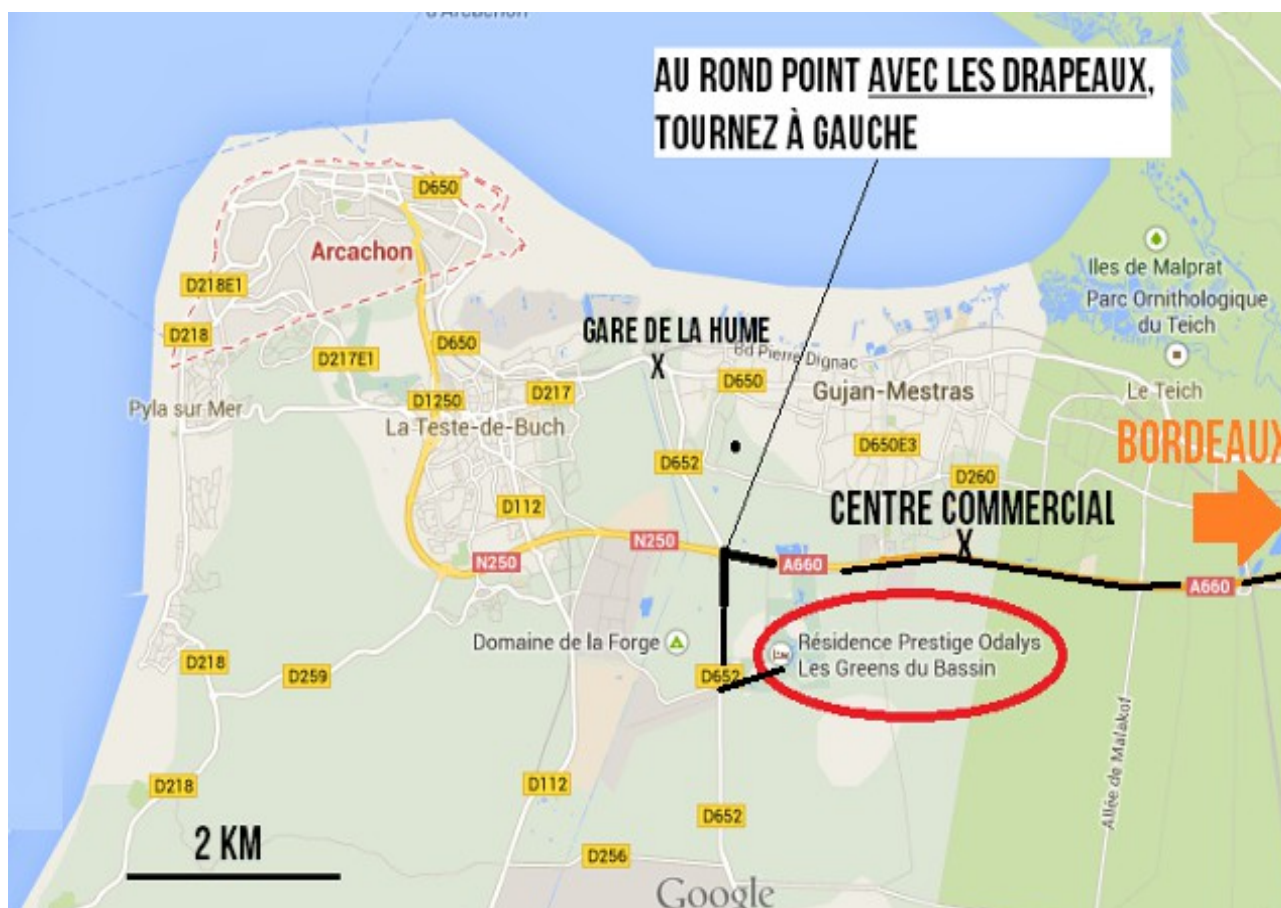 d'Arcachon
AU ROND POINT AVEC LES DRAPEAUX,
TOURNEZ À GAUCHE
D650
Arcachon
Iles de Malprat
D218E1
Parc Ornithologique
du Teich
D218
GARE DE LA HUME
X
D650
D217E1
Bd Pierre Dignac
D650
D217
Gujan-Mestras
Le Teich
D1250
Pyla sur Mer
La Teste-de-Buch
BORDEAUX
D652
D650E3
D260
D112
CENTRE COMMERCIAL
X
N250
N250
A660
A660
Domaine de la Forge
Résidence Prestige Odalys
Les Greens du Bassin
D218
D259
D652
Allée de Malakof
D218
D112
D652
2 KM
D256
Google